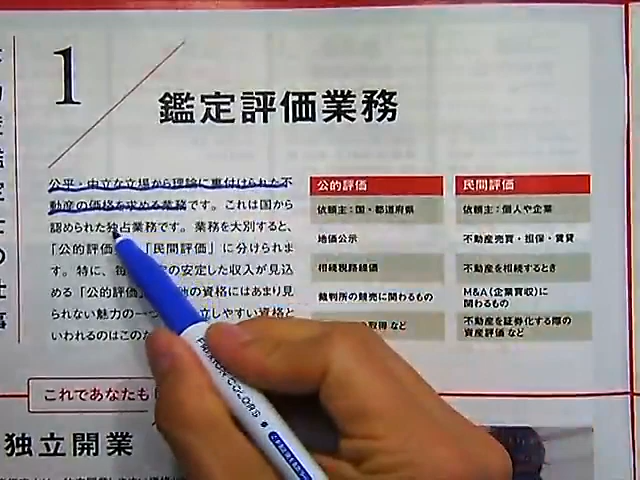 1
鑑定評価業務
公平・中立な立場から理論に裏付けられた不
動産の価格を求める業務です。これは国から
認められた独占業務です。業務を大別すると、
「公的評価 「民間評価」に分けられま
す。特に、毎 定の安定した収入が見込
める「公的評価 他の資格にはあまり見
られない魅力の一つ 立しやすい資格と
いわれるのはこのた
公的評価
依頼主：国・都道府県
地価公示
相続税路線価
裁判所の競売に関わるもの
取得 など
民間評価
依頼主：個人や企業
不動産売買・担保・賃貸
不動産を相続するとき
M&A（企業買収）に
関わるもの
不動産を証券化する際の
資産評価 など
これであなたも
独立開業
FRIXION COLORS